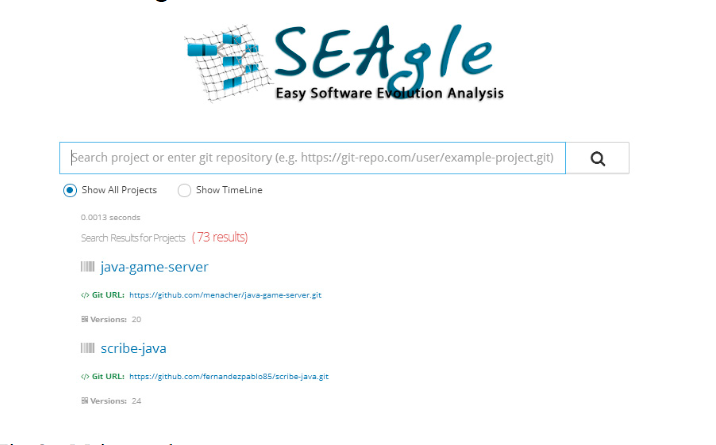 SEAgle
Easy Software Evolution Analysis
Search project or enter git repository (e.g. https://git-repo.com/user/example-project.git)
Show All Projects Show TimeLine
0.0013 seconds
Search Results for Projects ( 73 results)
java-game-server
</> Git URL: https://github.com/menacher/java-game-server.git
Versions: 20
scribe-java
</> Git URL: https://github.com/fernandezpablo85/scribe-java.git
Versions: 24